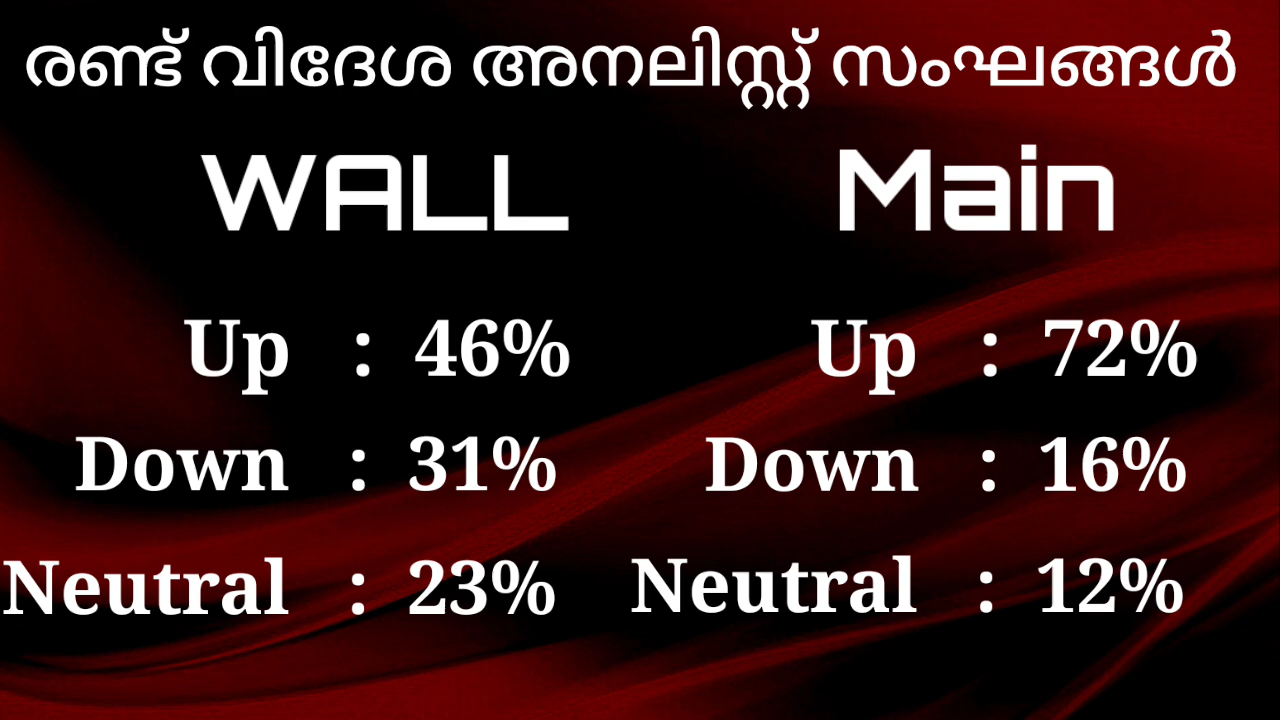 രണ്ട് വിദേശ അനലിസ്റ്റ് സംഘങ്ങൾ
WALL Main
Up : 46% Up : 72%
Down : 31% Down : 16%
Neutral : 23% Neutral : 12%